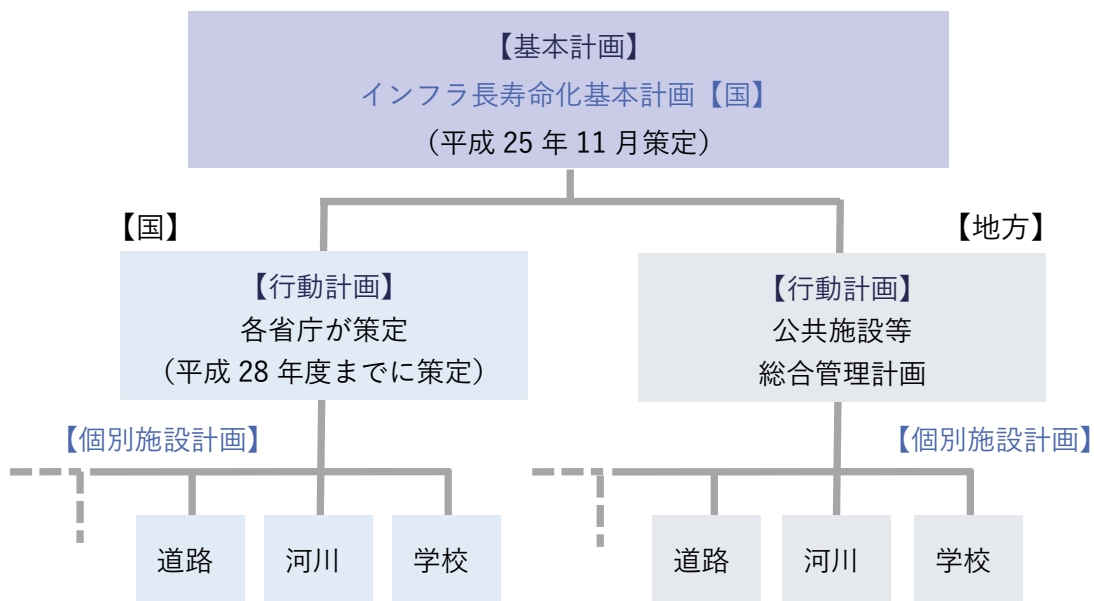 【基本計画】
インフラ長寿命化基本計画【国】
（平成 25 年 11 月策定）
【国】
【地方】
【行動計画】
各省庁が策定
（平成 28 年度までに策定）
【行動計画】
公共施設等
総合管理計画
【個別施設計画】
【個別施設計画】
道路
河川
学校
道路
河川
学校